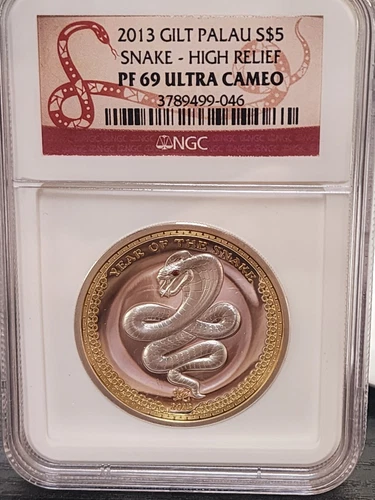 2013 GILT PALAU S$5
SNAKE - HIGH RELIEF
PF 69 ULTRA CAMEO
3789499-046
NGC
YEAR OF THE SNAKE